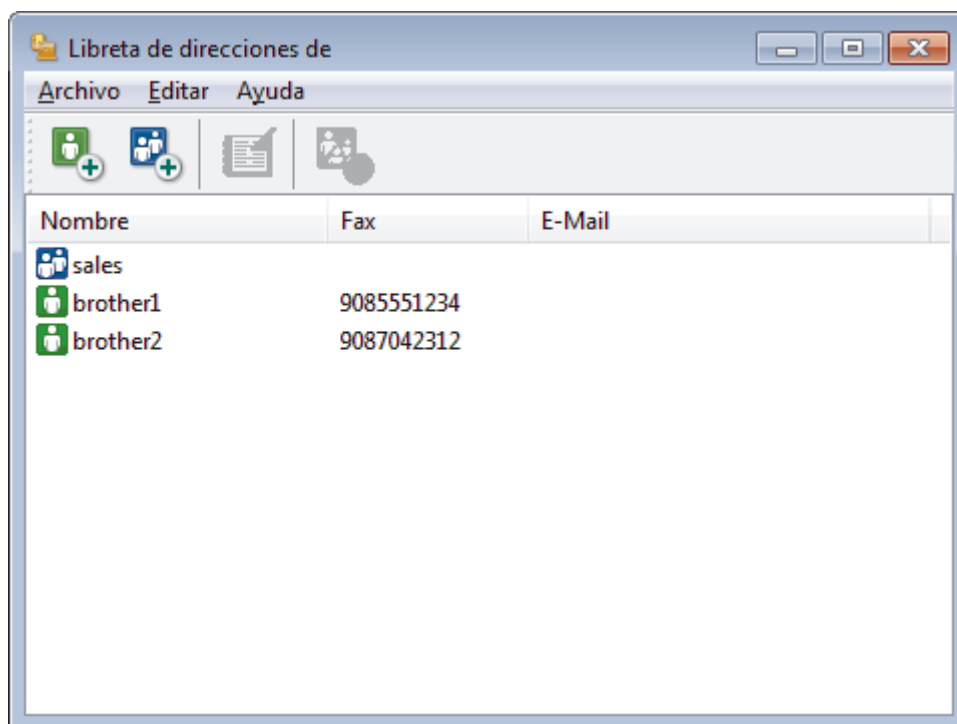 Libreta de direcciones de
Archivo Editar Ayuda
Nombre Fax E-Mail
sales
brother1 9085551234
brother2 9087042312